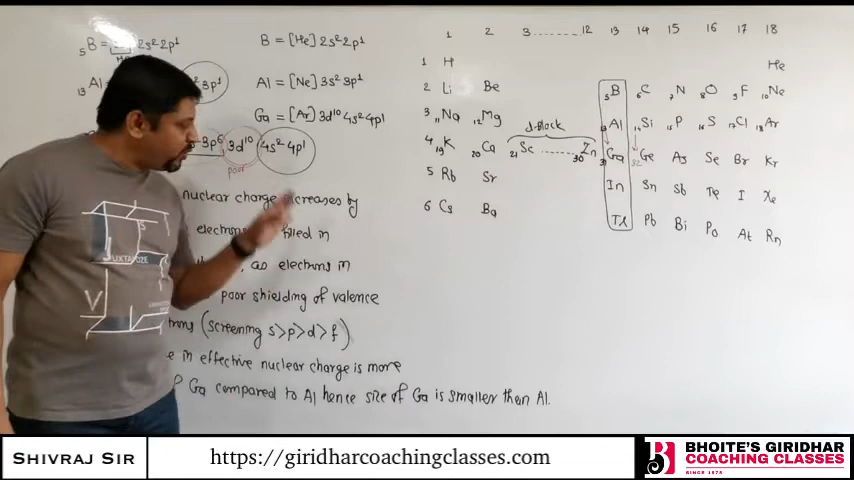 ₅B = 2s² 2p¹
₁₃Al
3p¹
3p⁶ 3d¹⁰ 4s² 4p¹
poor
nuclear charge increases by
electrons filled in
as electrons in
poor shielding of valence
(screening s>p>d>f)
in effective nuclear charge is more
Ga compared to Al hence size of Ga is smaller than Al.
B = [He] 2s² 2p¹
Al = [Ne] 3s² 3p¹
Ga = [Ar] 3d¹⁰ 4s² 4p¹
1 2 3 ......... 12 13 14 15 16 17 18
1 H He
2 Li Be ₅B ₆C ₇N ₈O ₉F ₁₀Ne
3 ₁₁Na ₁₂Mg Al ₁₄Si ₁₅P ₁₆S ₁₇Cl ₁₈Ar
d-Block
4 ₁₉K ₂₀Ca ₂₁Sc ......... ₃₀Zn ₃₁Ga ₃₂Ge As Se Br Kr
5 Rb Sr In Sn Sb Te I Xe
6 Cs Ba Tl Pb Bi Po At Rn
JUXTAPOZE
V
SHIVRAJ SIR
https://giridharcoachingclasses.com
BHOITE'S GIRIDHAR
COACHING CLASSES